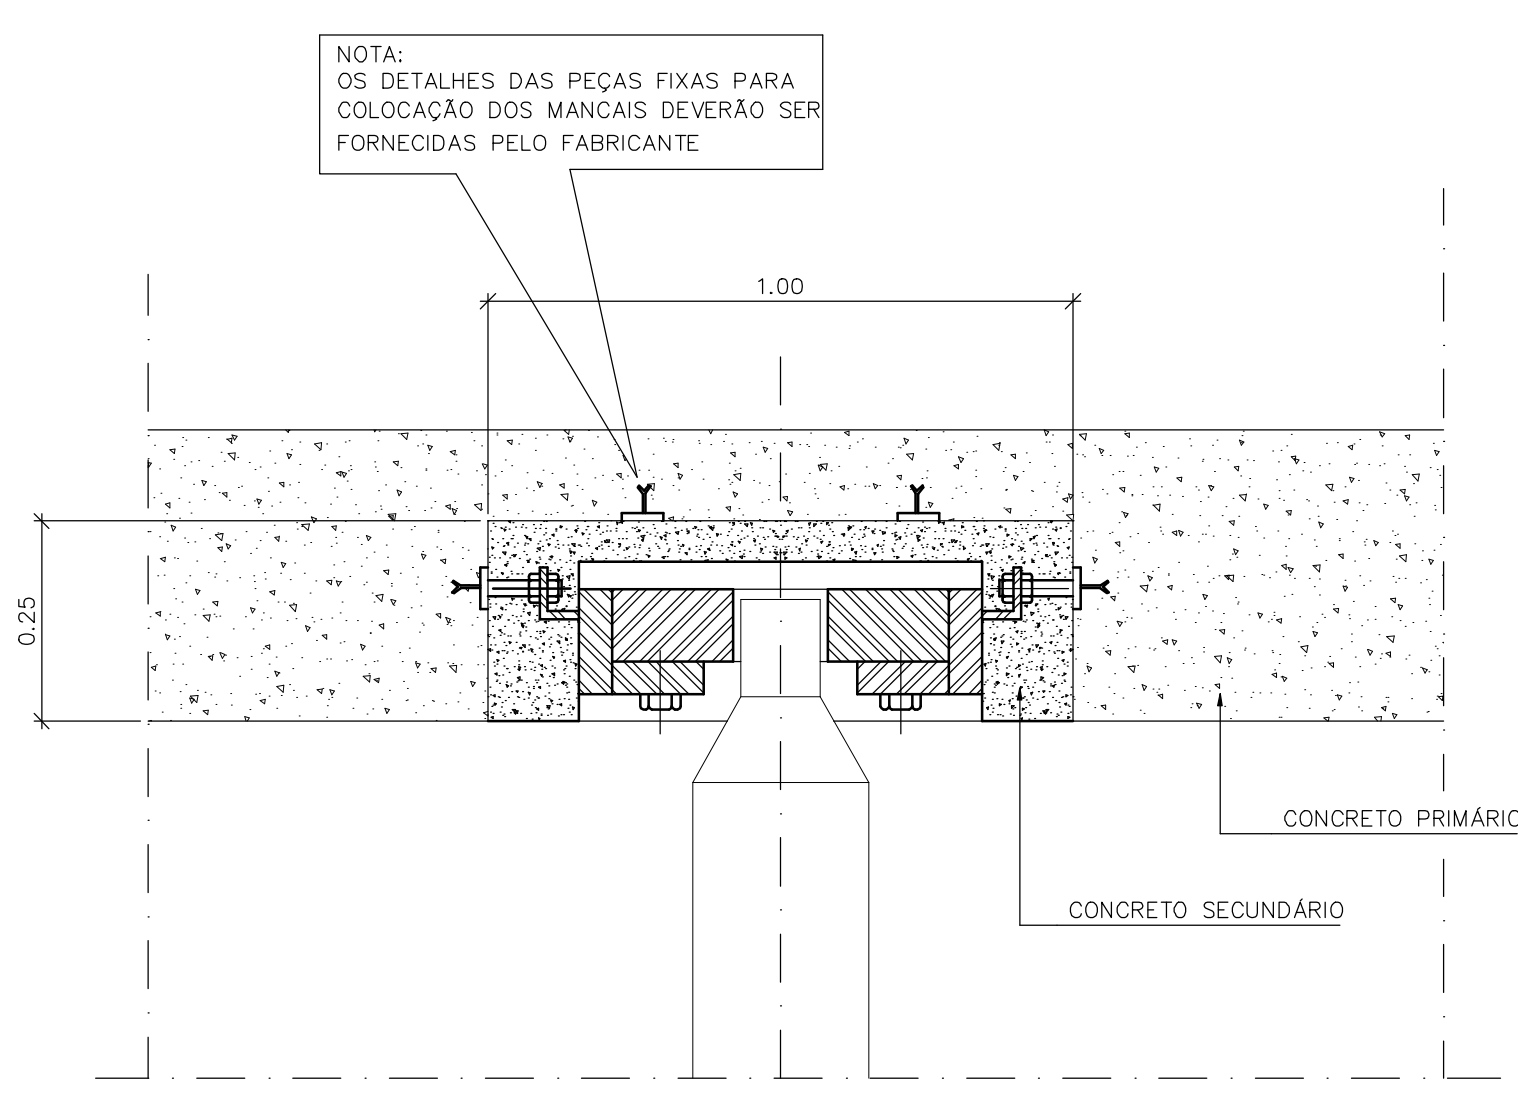 NOTA:
OS DETALHES DAS PEÇAS FIXAS PARA
COLOCAÇÃO DOS MANCAIS DEVERÃO SER
FORNECIDAS PELO FABRICANTE
1.00
0.25
CONCRETO PRIMÁRIO
CONCRETO SECUNDÁRIO